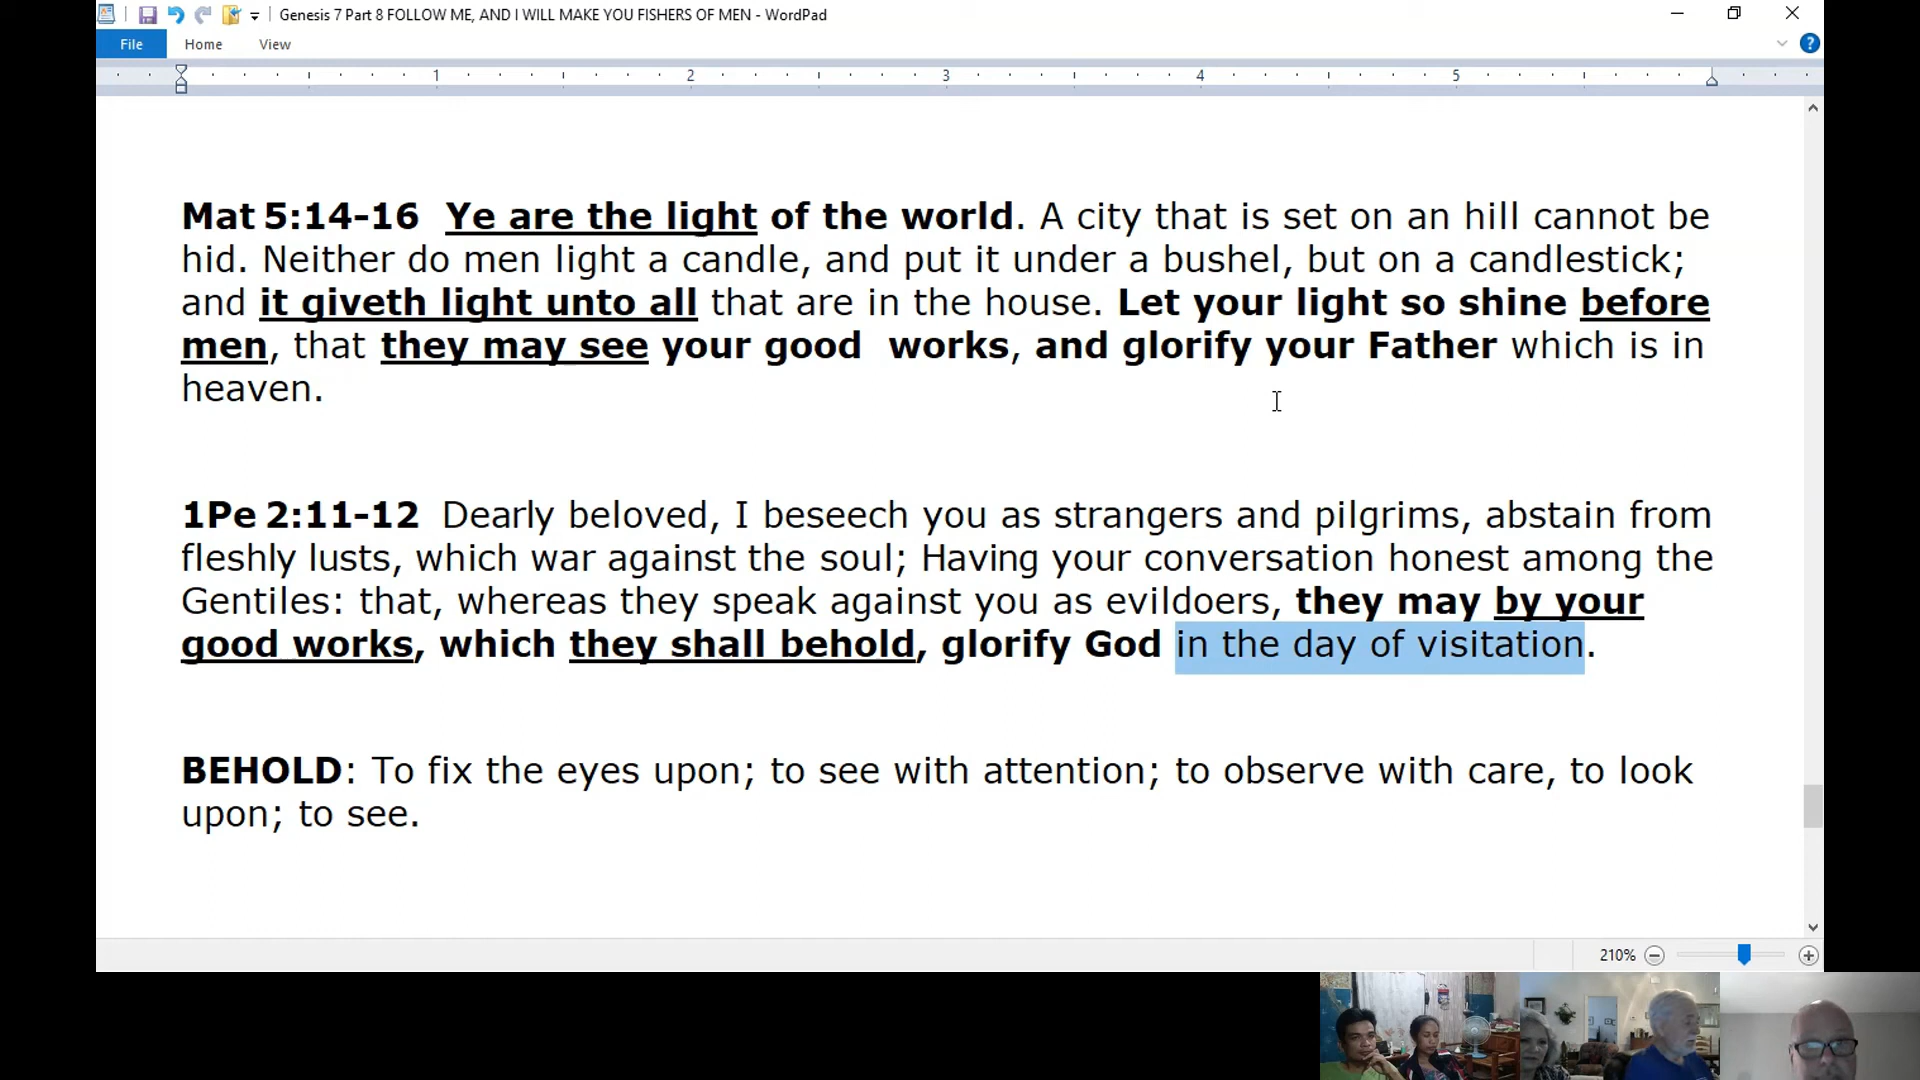 Genesis 7 Part 8 FOLLOW ME, AND I WILL MAKE YOU FISHERS OF MEN - WordPad
File Home View
1 2 3 4 5
Mat 5:14-16 Ye are the light of the world. A city that is set on an hill cannot be
hid. Neither do men light a candle, and put it under a bushel, but on a candlestick;
and it giveth light unto all that are in the house. Let your light so shine before
men, that they may see your good works, and glorify your Father which is in
heaven.
1Pe 2:11-12 Dearly beloved, I beseech you as strangers and pilgrims, abstain from
fleshly lusts, which war against the soul; Having your conversation honest among the
Gentiles: that, whereas they speak against you as evildoers, they may by your
good works, which they shall behold, glorify God in the day of visitation.
BEHOLD: To fix the eyes upon; to see with attention; to observe with care, to look
upon; to see.
210%